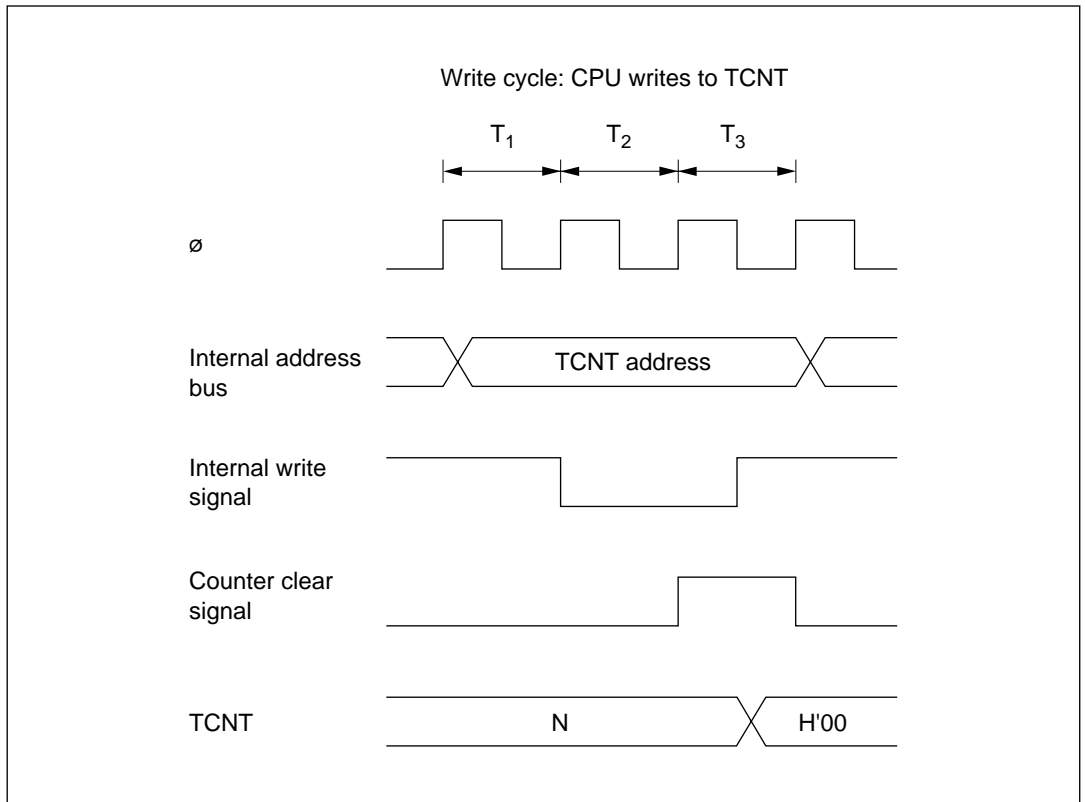 Write cycle: CPU writes to TCNT
T1 T2 T3
ø
Internal address
bus
TCNT address
Internal write
signal
Counter clear
signal
TCNT N H'00